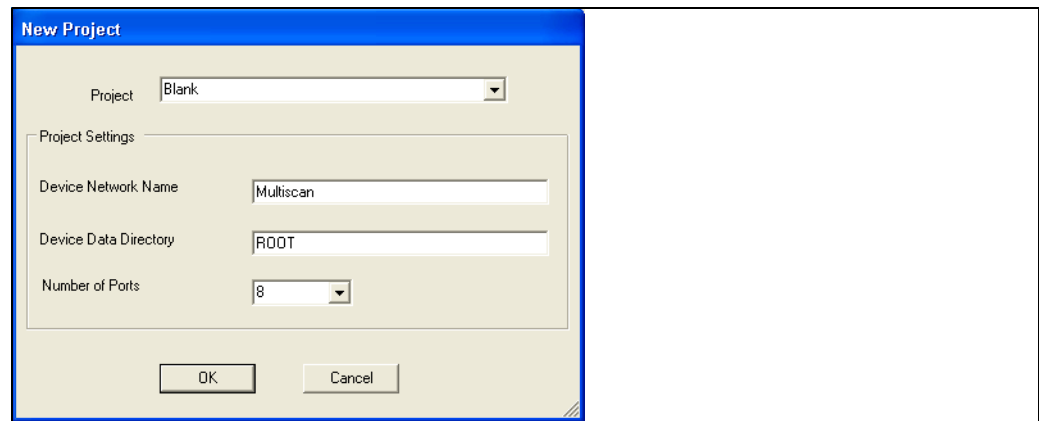 New Project
Project Blank
Project Settings
Device Network Name Multiscan
Device Data Directory ROOT
Number of Ports 8
OK Cancel